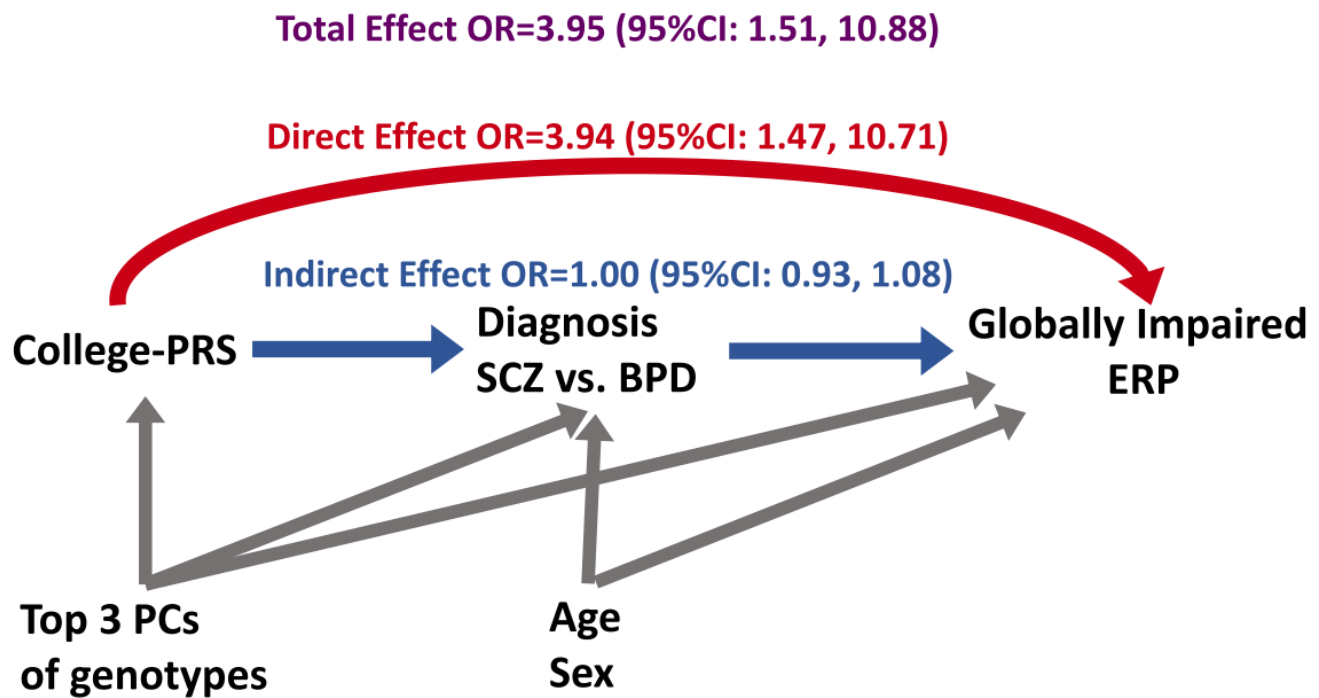 Total Effect OR=3.95 (95%CI: 1.51, 10.88)
Direct Effect OR=3.94 (95%CI: 1.47, 10.71)
Indirect Effect OR=1.00 (95%CI: 0.93, 1.08)
College-PRS
Diagnosis
SCZ vs. BPD
Globally Impaired
ERP
Top 3 PCs
of genotypes
Age
Sex